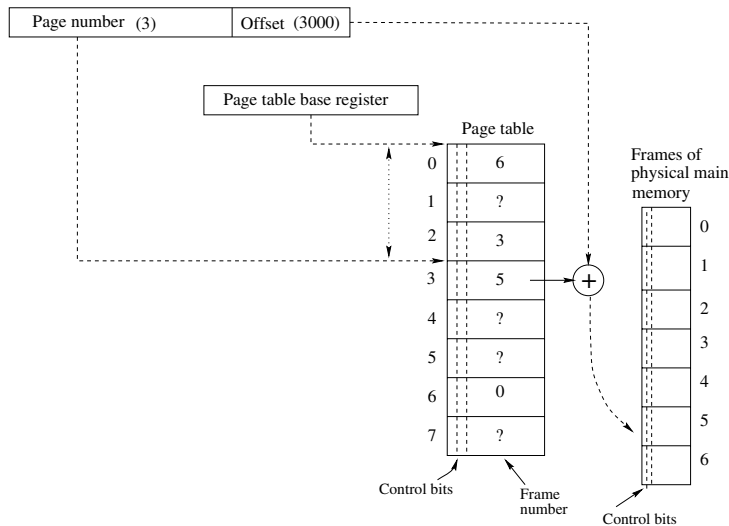 Page number (3) Offset (3000)
Page table base register
Page table
0 6
1 ?
2 3
3 5
4 ?
5 ?
6 0
7 ?
+
Control bits
Frame
number
Frames of
physical main
memory
0
1
2
3
4
5
6
Control bits